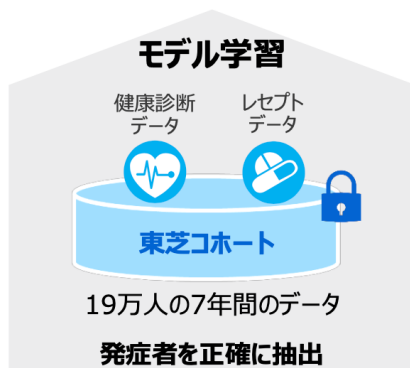 モデル学習
健康診断 レセプト
データ データ
東芝コホート
19万人の7年間のデータ
発症者を正確に抽出